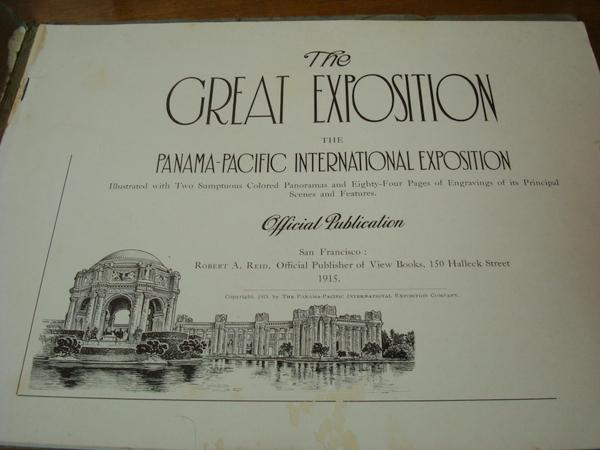 The
GREAT EXPOSITION
THE
PANAMA-PACIFIC INTERNATIONAL EXPOSITION
Illustrated with Two Sumptuous Colored Panoramas and Eighty-Four Pages of Engravings of its Principal
Scenes and Features.
Official Publication
San Francisco:
ROBERT A. REID, Official Publisher of View Books, 150 Halleck Street
1915.
Copyright, 1915, by THE PANAMA-PACIFIC INTERNATIONAL EXPOSITION COMPANY.